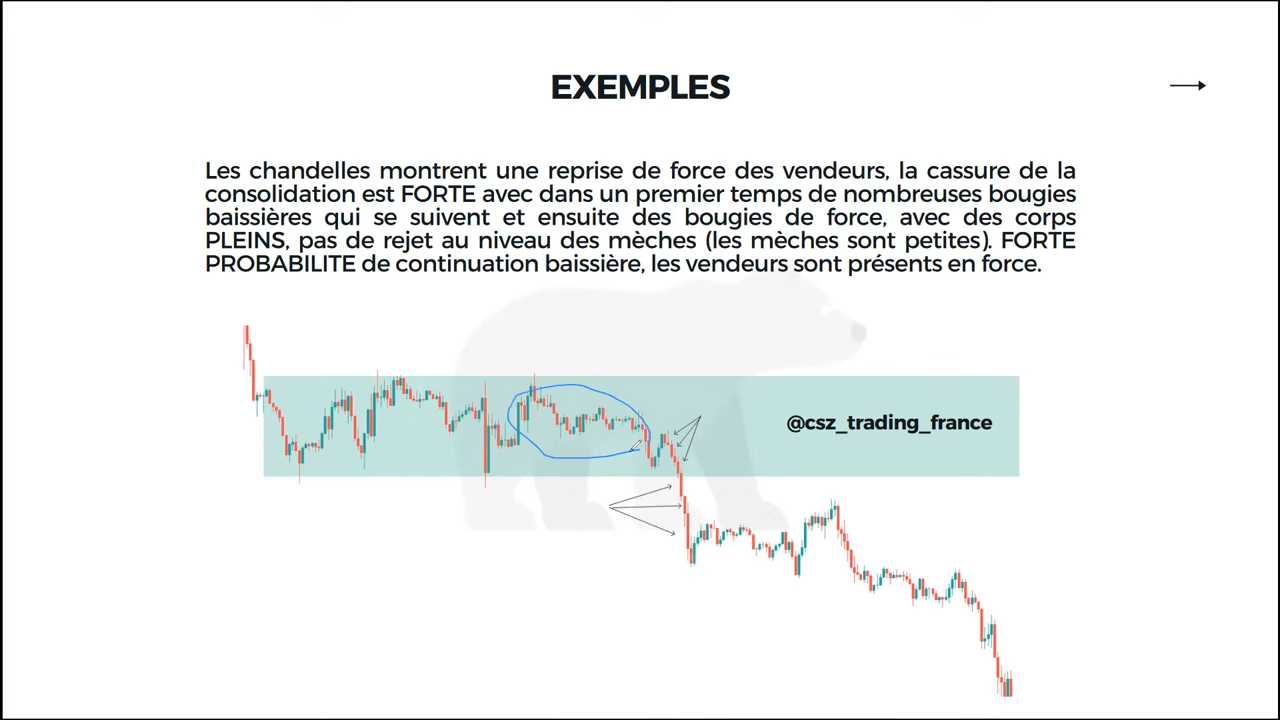 EXEMPLES
Les chandelles montrent une reprise de force des vendeurs, la cassure de la
consolidation est FORTE avec dans un premier temps de nombreuses bougies
baissières qui se suivent et ensuite des bougies de force, avec des corps
PLEINS, pas de rejet au niveau des mèches (les mèches sont petites). FORTE
PROBABILITE de continuation baissière, les vendeurs sont présents en force.
@csz_trading_france